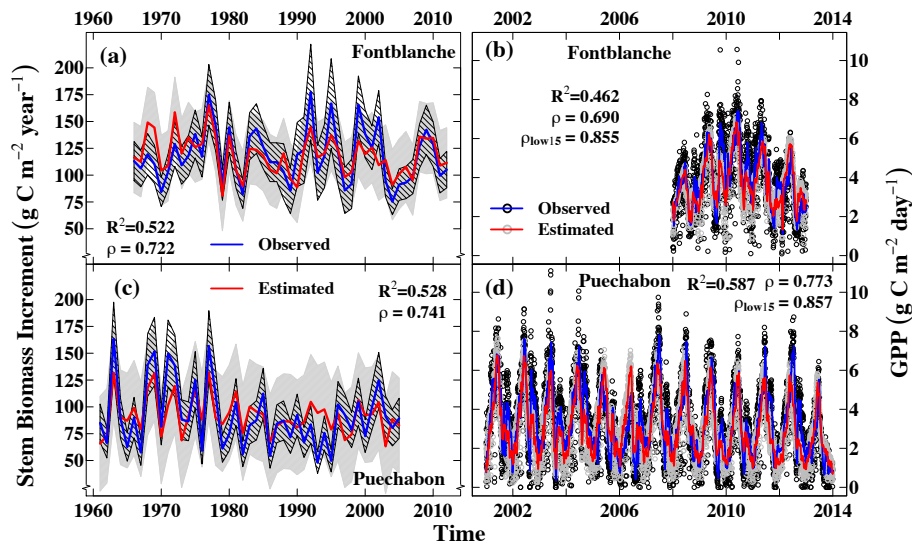 1960 1970 1980 1990 2000 2010
2002 2006 2010 2014
Stem Biomass Increment (g C m−2 year−1)
(a)
Fontblanche
200
175
150
125
100
75
50
R2=0.522
ρ = 0.722
Observed
(b)
Fontblanche
R2=0.462
ρ = 0.690
ρlow15 = 0.855
Observed
Estimated
10
8
6
4
2
0
GPP (g C m−2 day−1)
(c)
Estimated
R2=0.528
ρ = 0.741
200
175
150
125
100
75
50
Puechabon
(d)
Puechabon
R2=0.587
ρ = 0.773
ρlow15 = 0.857
10
8
6
4
2
0
1960 1970 1980 1990 2000 2010
2002 2006 2010 2014
Time